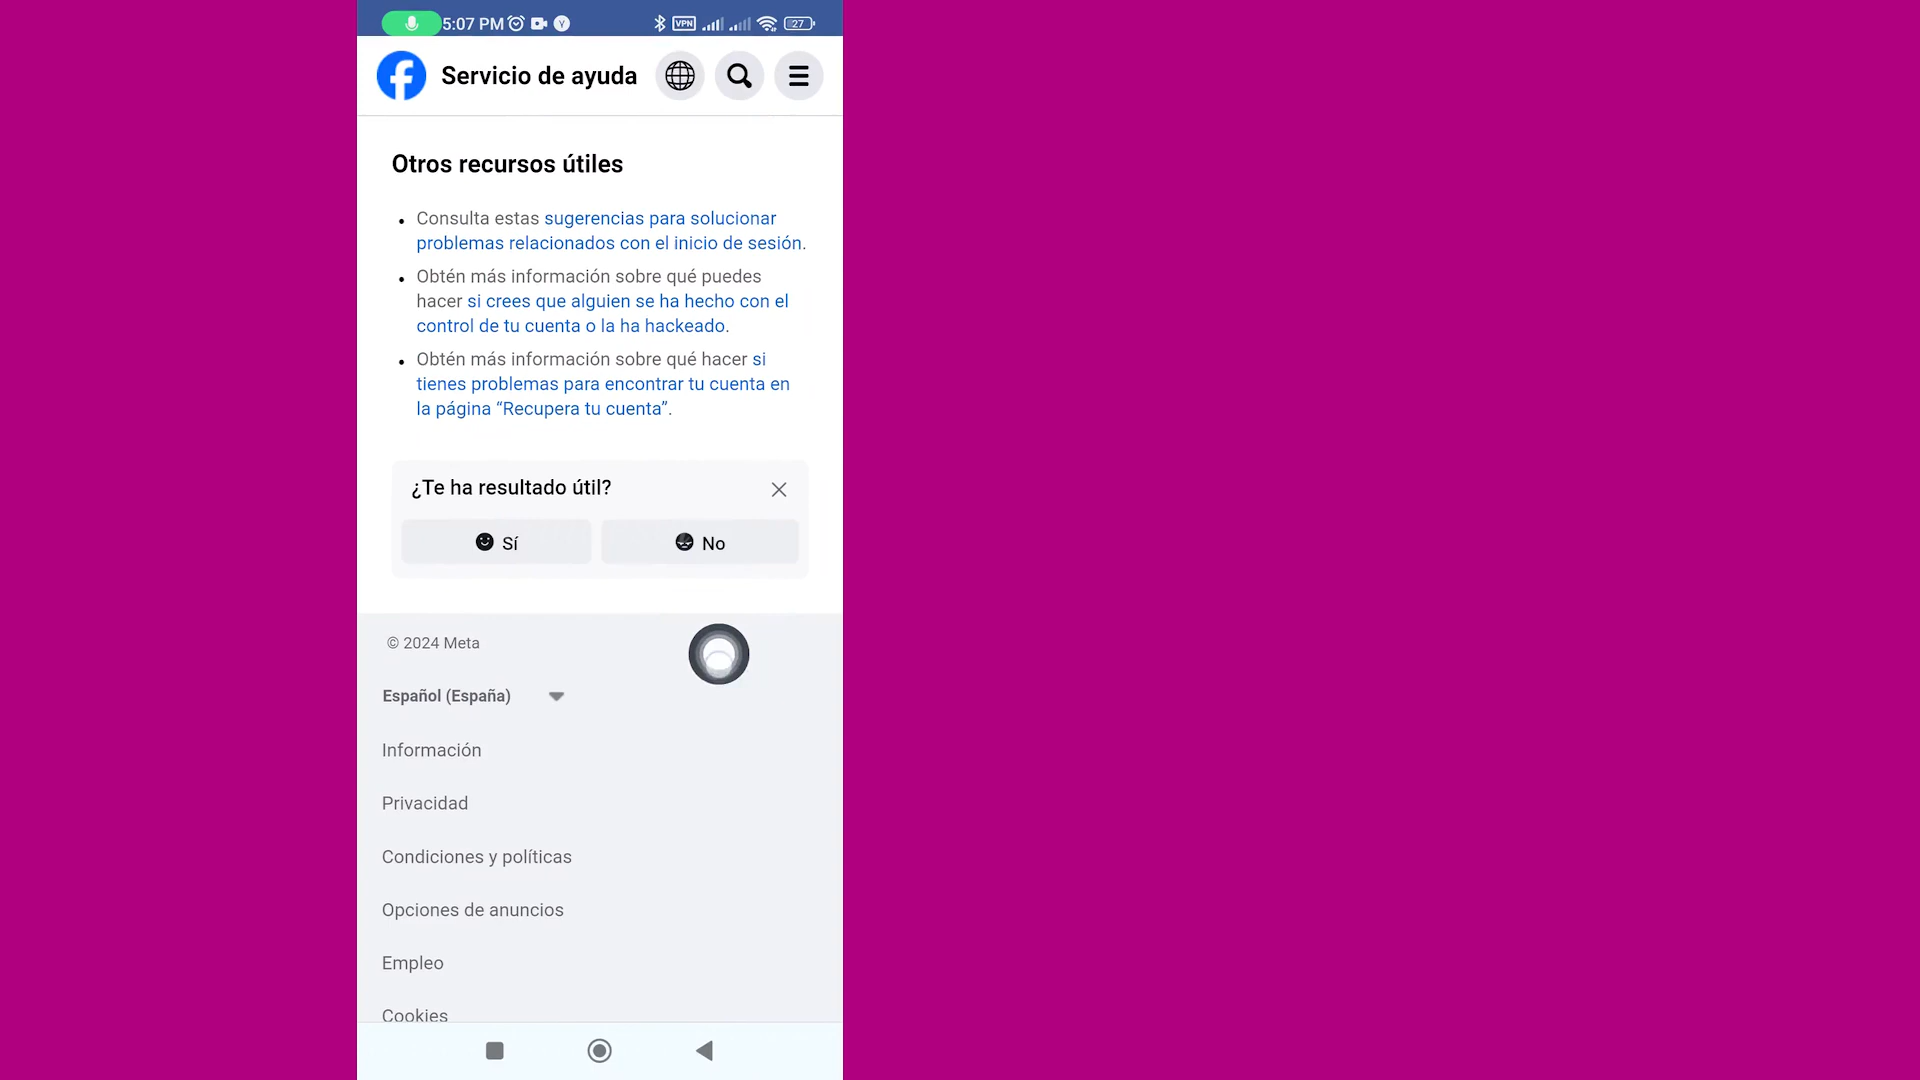 5:07 PM
VPN
27
Servicio de ayuda
Otros recursos útiles
Consulta estas sugerencias para solucionar
problemas relacionados con el inicio de sesión.
Obtén más información sobre qué puedes
hacer si crees que alguien se ha hecho con el
control de tu cuenta o la ha hackeado.
Obtén más información sobre qué hacer si
tienes problemas para encontrar tu cuenta en
la página “Recupera tu cuenta”.
¿Te ha resultado útil?
Sí
No
© 2024 Meta
Español (España)
Información
Privacidad
Condiciones y políticas
Opciones de anuncios
Empleo
Cookies